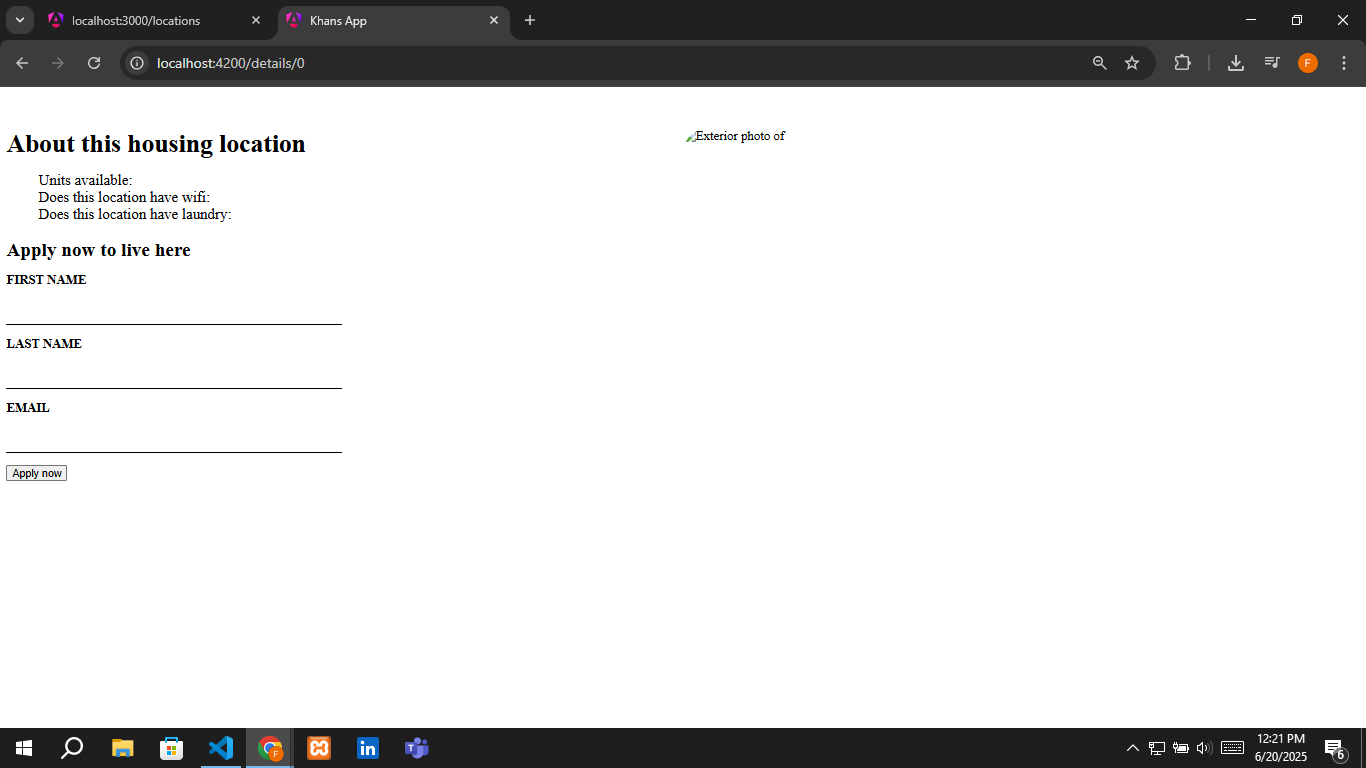 localhost:3000/locations
Khans App
localhost:4200/details/0
F
About this housing location
Exterior photo of
Units available:
Does this location have wifi:
Does this location have laundry:
Apply now to live here
FIRST NAME
LAST NAME
EMAIL
Apply now
F
in
T
12:21 PM
6/20/2025
6